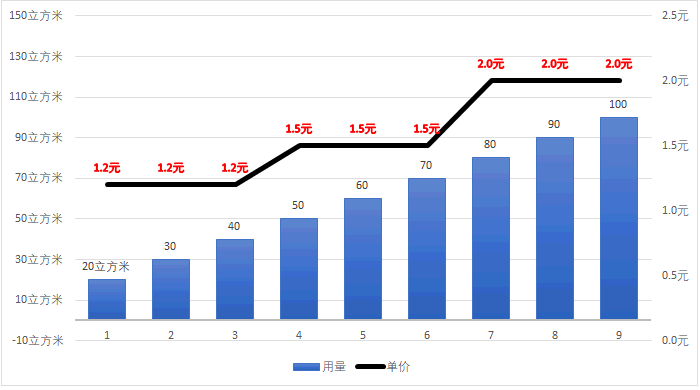 150立方米
2.5元
130立方米
2.0元 2.0元 2.0元
110立方米
2.0元
100
90立方米
1.5元 1.5元 1.5元
80
90
1.5元
70立方米
1.2元 1.2元 1.2元
60
70
50立方米
50
1.0元
30立方米
30
40
20立方米
0.5元
10立方米
-10立方米
1 2 3 4 5 6 7 8 9
0.0元
用量 单价